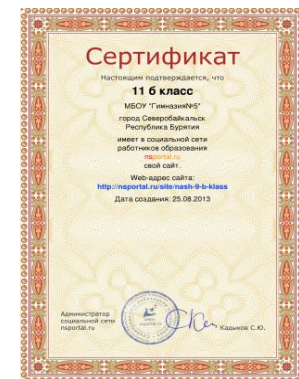 Сертификат
Настоящим подтверждается, что
11 б класс
МБОУ "Гимназия№5"
город Северобайкальск
Республика Бурятия
имеет в социальной сети
работников образования
nsportal.ru
свой сайт.
Web-адрес сайта:
http://nsportal.ru/site/nash-9-b-klass
Дата создания: 25.08.2013
Администратор
социальной сети
nsportal.ru
Кадыков С.Ю.